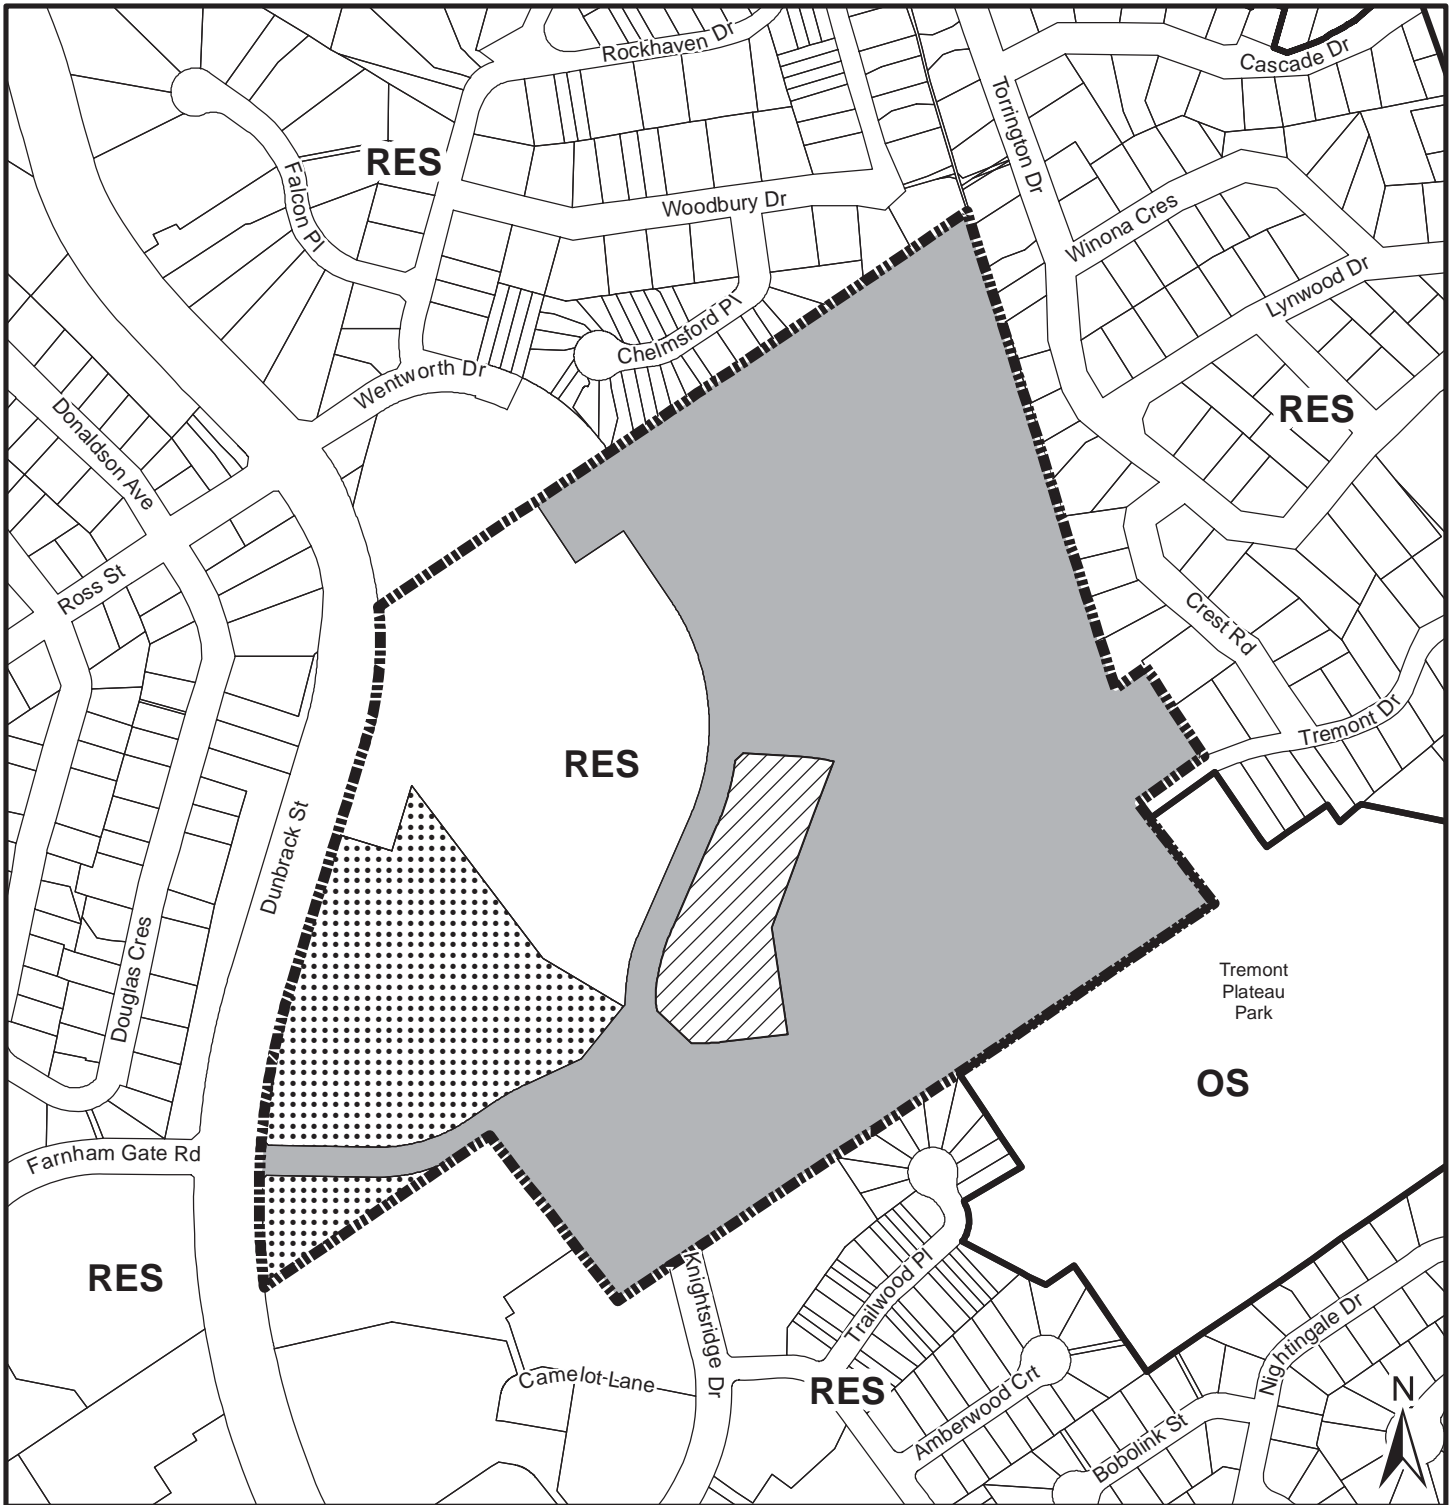 Rockhaven Dr
Cascade Dr
Torrington Dr
RES
Falcon Pl
Woodbury Dr
Winona Cres
Lynwood Dr
Chelmsford Pl
Wentworth Dr
RES
Donaldson Ave
Ross St
Crest Rd
Tremont Dr
RES
Dunbrack St
Douglas Cres
Tremont
Plateau
Park
OS
Farnham Gate Rd
RES
Knightsridge Dr
Trailwood Pl
Nightingale Dr
Camelot Lane
RES
Amberwood Crt
Bobolink St
N